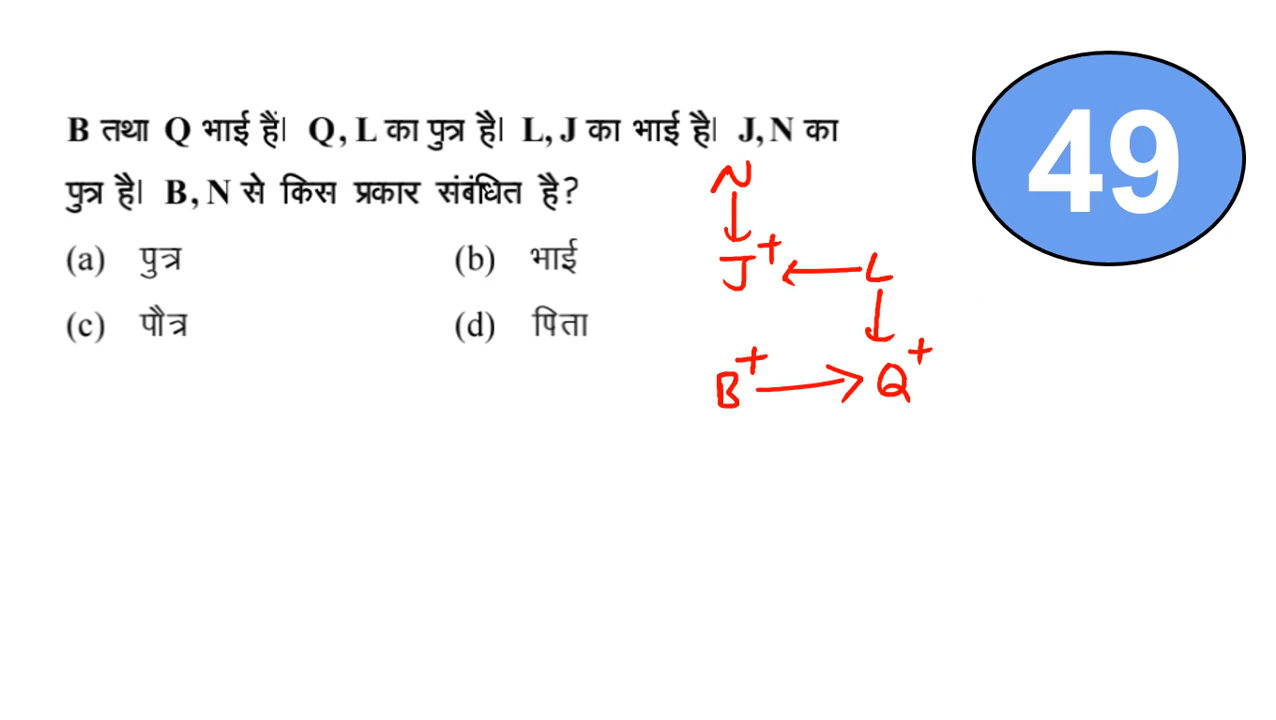 B तथा Q भाई हैं। Q, L का पुत्र है। L, J का भाई है। J, N का
पुत्र है। B, N से किस प्रकार संबंधित है?
(a) पुत्र (b) भाई
(c) पौत्र (d) पिता
49
N
J + L
B + Q +